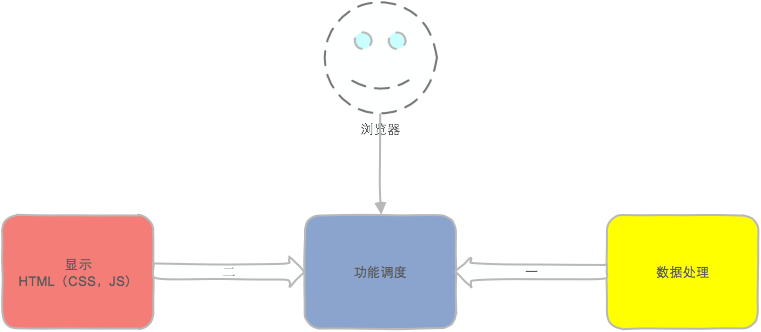 浏览器
显示
HTML（CSS，JS）
二
功能调度
一
数据处理